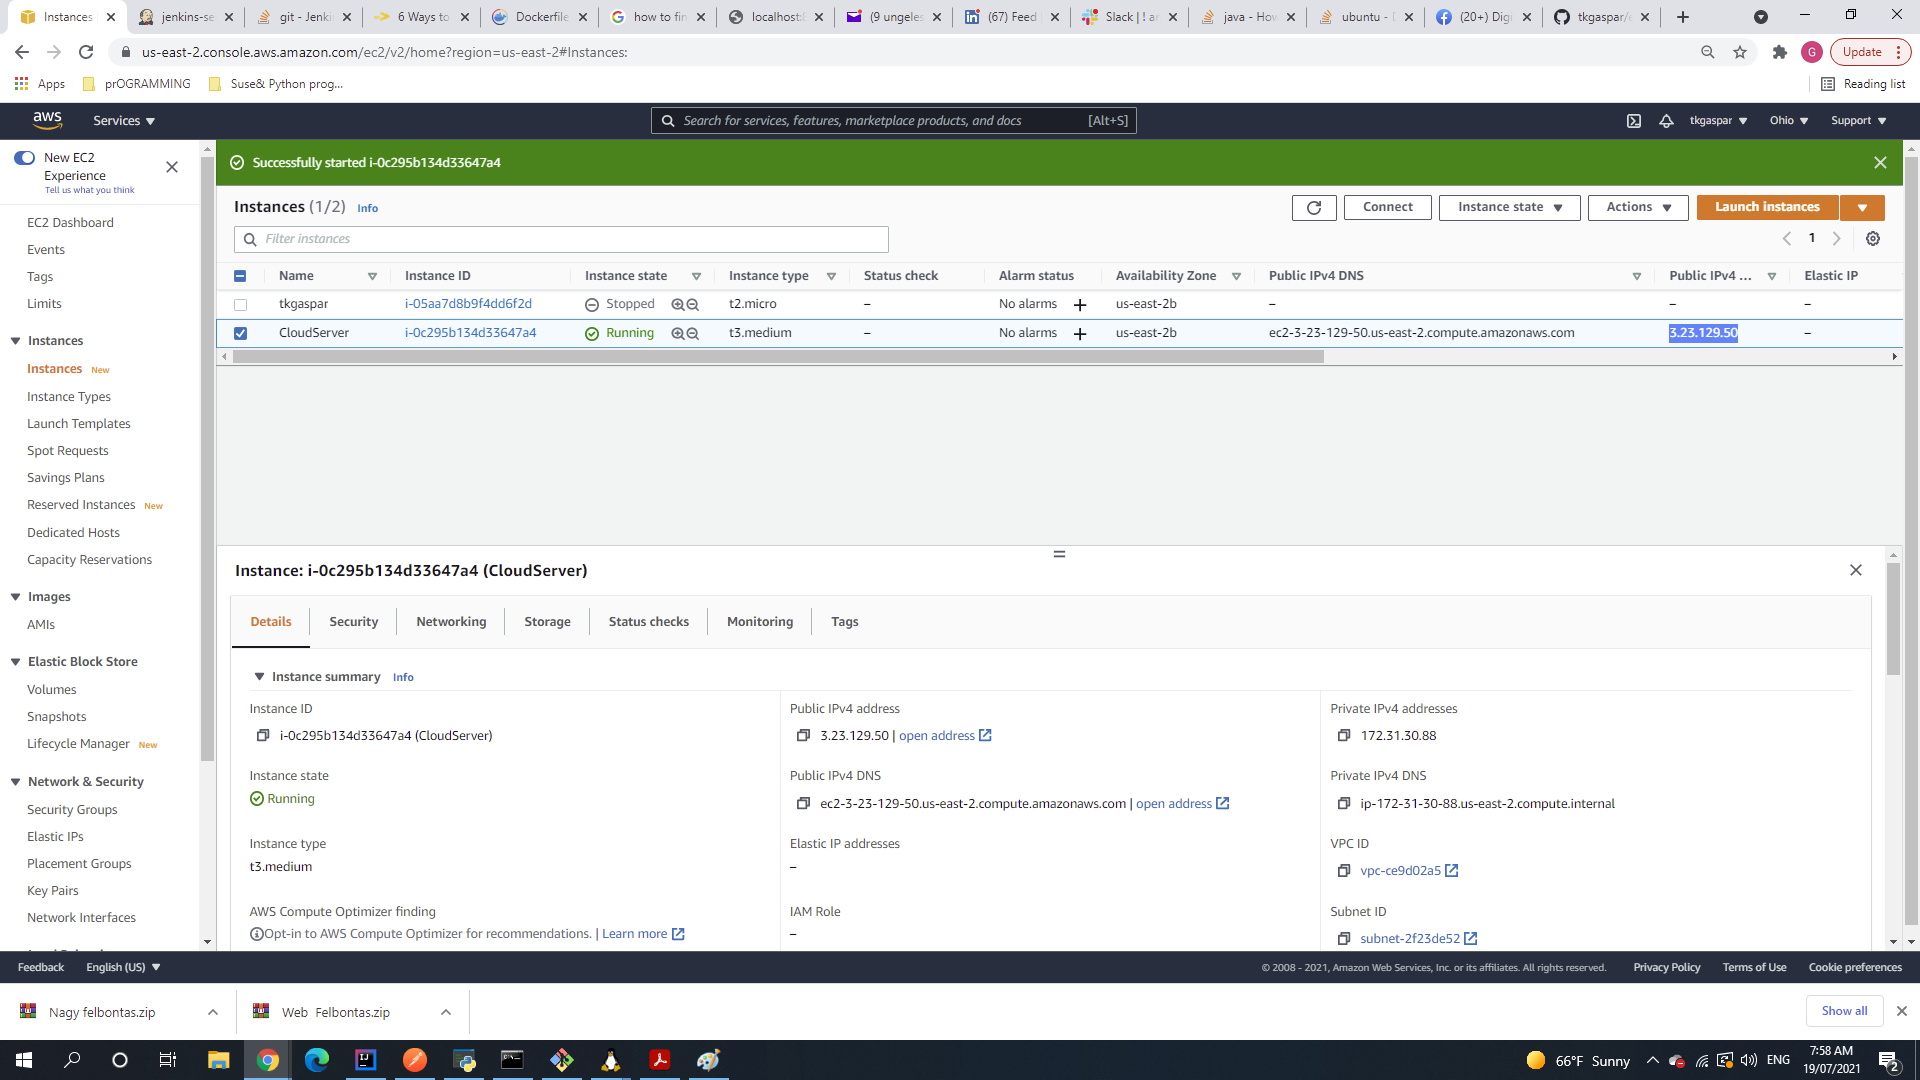 Instances
jenkins-se
git - Jenki
6 Ways to
Dockerfile
how to fin
localhost:
(9 ungeles
(67) Feed
Slack | ! ar
java - How
ubuntu - D
(20+) Digi
tkgaspar/c
us-east-2.console.aws.amazon.com/ec2/v2/home?region=us-east-2#Instances:
G
Update
Apps
prOGRAMMING
Suse& Python prog...
Reading list
aws
Services
Search for services, features, marketplace products, and docs
[Alt+S]
tkgaspar
Ohio
Support
New EC2
Experience
Tell us what you think
EC2 Dashboard
Events
Tags
Limits
Instances
Instances New
Instance Types
Launch Templates
Spot Requests
Savings Plans
Reserved Instances New
Dedicated Hosts
Capacity Reservations
Images
AMIs
Elastic Block Store
Volumes
Snapshots
Lifecycle Manager New
Network & Security
Security Groups
Elastic IPs
Placement Groups
Key Pairs
Network Interfaces
Successfully started i-0c295b134d33647a4
Instances (1/2) Info
Connect
Instance state
Actions
Launch instances
Filter instances
1
Name Instance ID Instance state Instance type Status check Alarm status Availability Zone Public IPv4 DNS Public IPv4 ... Elastic IP
tkgaspar i-05aa7d8b9f4dd6f2d Stopped t2.micro – No alarms + us-east-2b – – –
CloudServer i-0c295b134d33647a4 Running t3.medium – No alarms + us-east-2b ec2-3-23-129-50.us-east-2.compute.amazonaws.com 3.23.129.50 –
Instance: i-0c295b134d33647a4 (CloudServer)
Details Security Networking Storage Status checks Monitoring Tags
Instance summary Info
Instance ID
i-0c295b134d33647a4 (CloudServer)
Public IPv4 address
3.23.129.50 | open address
Private IPv4 addresses
172.31.30.88
Instance state
Running
Public IPv4 DNS
ec2-3-23-129-50.us-east-2.compute.amazonaws.com | open address
Private IPv4 DNS
ip-172-31-30-88.us-east-2.compute.internal
Instance type
t3.medium
Elastic IP addresses
–
VPC ID
vpc-ce9d02a5
AWS Compute Optimizer finding
Opt-in to AWS Compute Optimizer for recommendations. | Learn more
IAM Role
–
Subnet ID
subnet-2f23de52
Feedback
English (US)
© 2008 - 2021, Amazon Web Services, Inc. or its affiliates. All rights reserved.
Privacy Policy
Terms of Use
Cookie preferences
Nagy felbontas.zip
Web Felbontas.zip
Show all
66°F Sunny
ENG
7:58 AM
19/07/2021
2